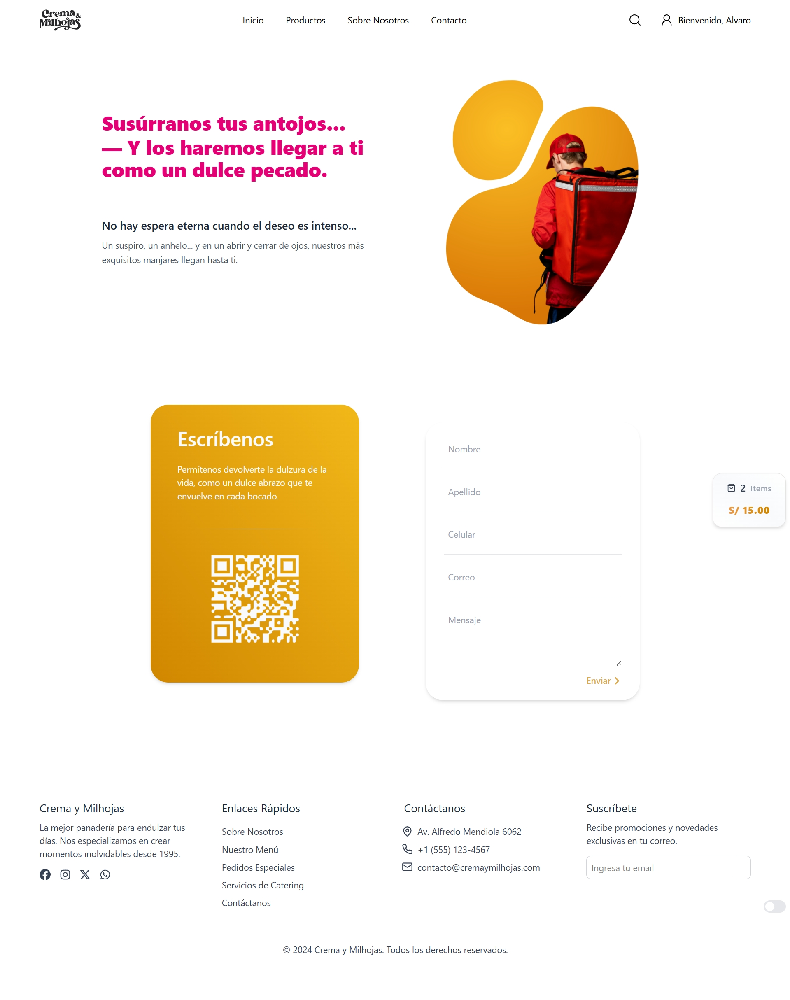 Crema &
Milhojas
Inicio
Productos
Sobre Nosotros
Contacto
Bienvenido, Alvaro
Susúrranos tus antojos...
— Y los haremos llegar a ti
como un dulce pecado.
No hay espera eterna cuando el deseo es intenso...
Un suspiro, un anhelo... y en un abrir y cerrar de ojos, nuestros más
exquisitos manjares llegan hasta ti.
Escríbenos
Permítenos devolverte la dulzura de la
vida, como un dulce abrazo que te
envuelve en cada bocado.
Nombre
Apellido
Celular
Correo
Mensaje
Enviar
2 Items
S/ 15.00
Crema y Milhojas
La mejor panadería para endulzar tus
días. Nos especializamos en crear
momentos inolvidables desde 1995.
Enlaces Rápidos
Sobre Nosotros
Nuestro Menú
Pedidos Especiales
Servicios de Catering
Contáctanos
Contáctanos
Av. Alfredo Mendiola 6062
+1 (555) 123-4567
contacto@cremaymilhojas.com
Suscríbete
Recibe promociones y novedades
exclusivas en tu correo.
Ingresa tu email
© 2024 Crema y Milhojas. Todos los derechos reservados.